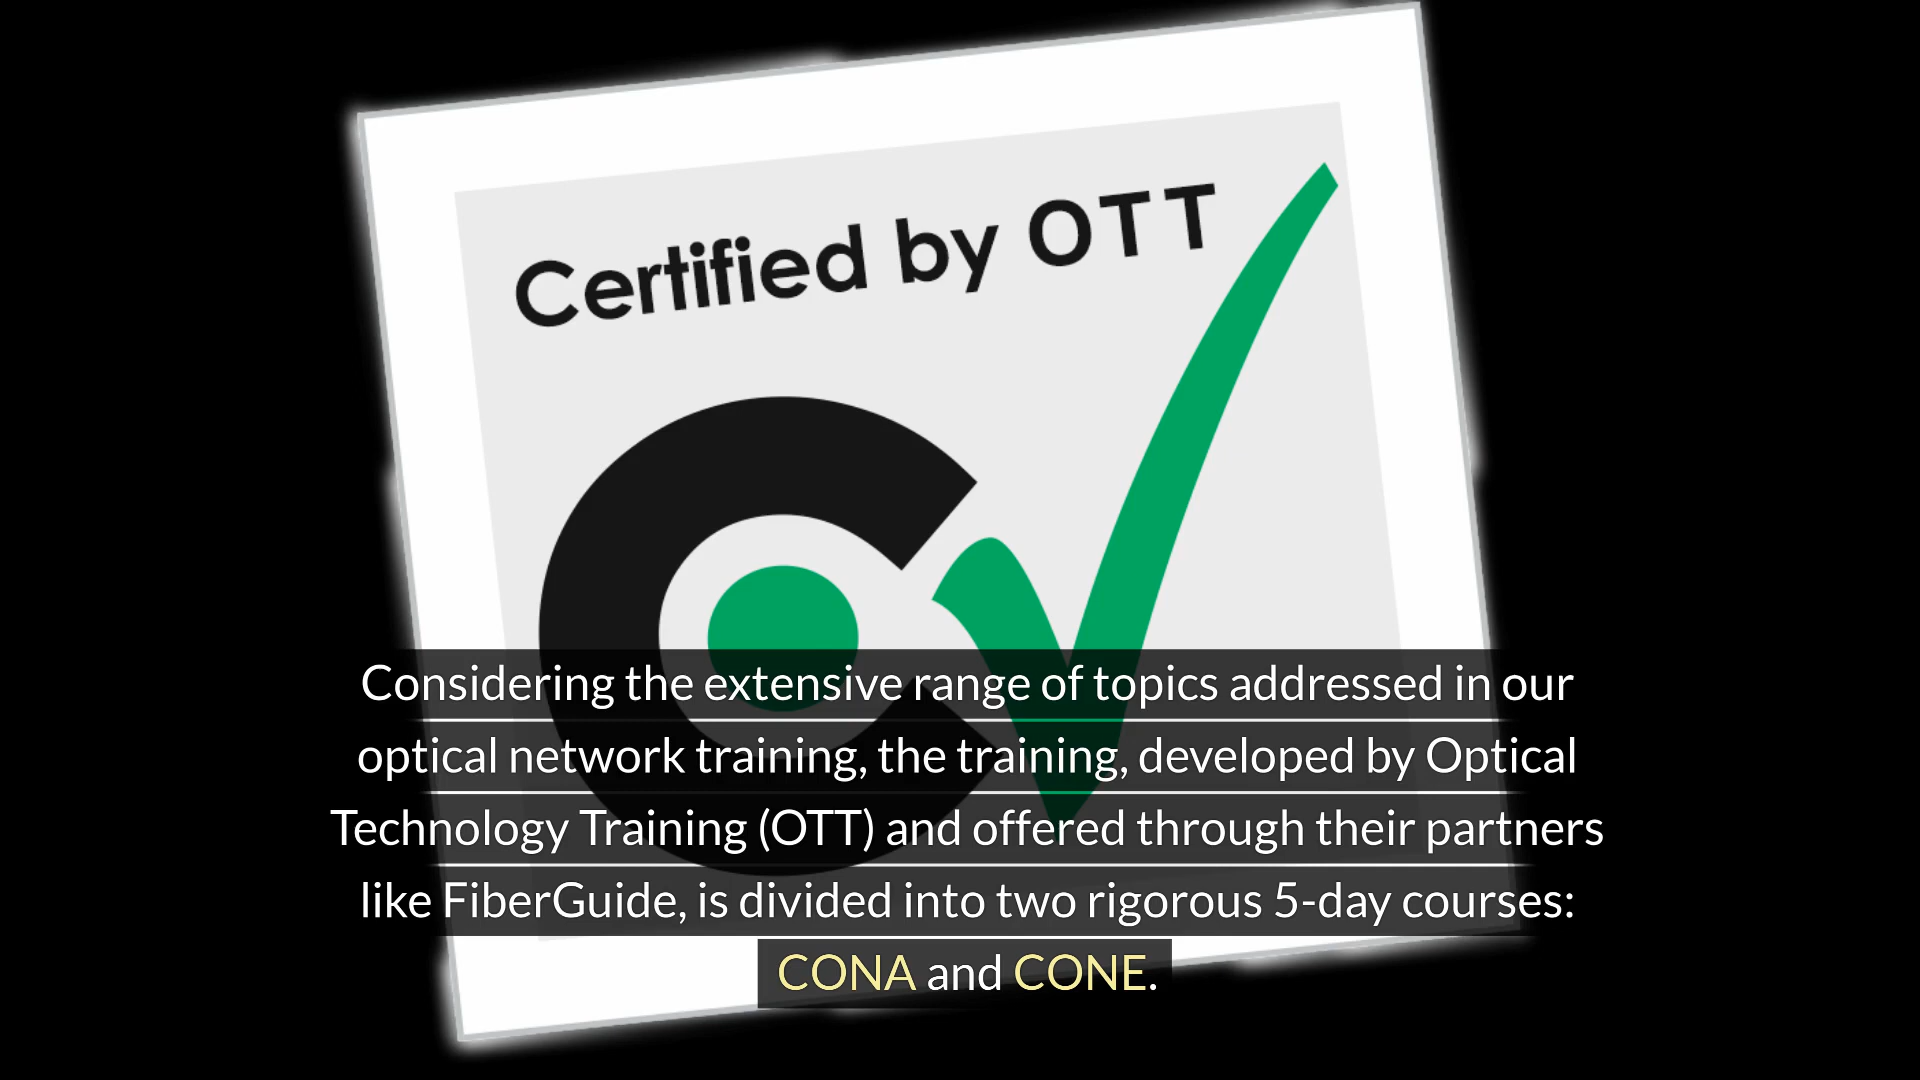 Certified by OTT
Considering the extensive range of topics addressed in our
optical network training, the training, developed by Optical
Technology Training (OTT) and offered through their partners
like FiberGuide, is divided into two rigorous 5-day courses:
CONA and CONE.